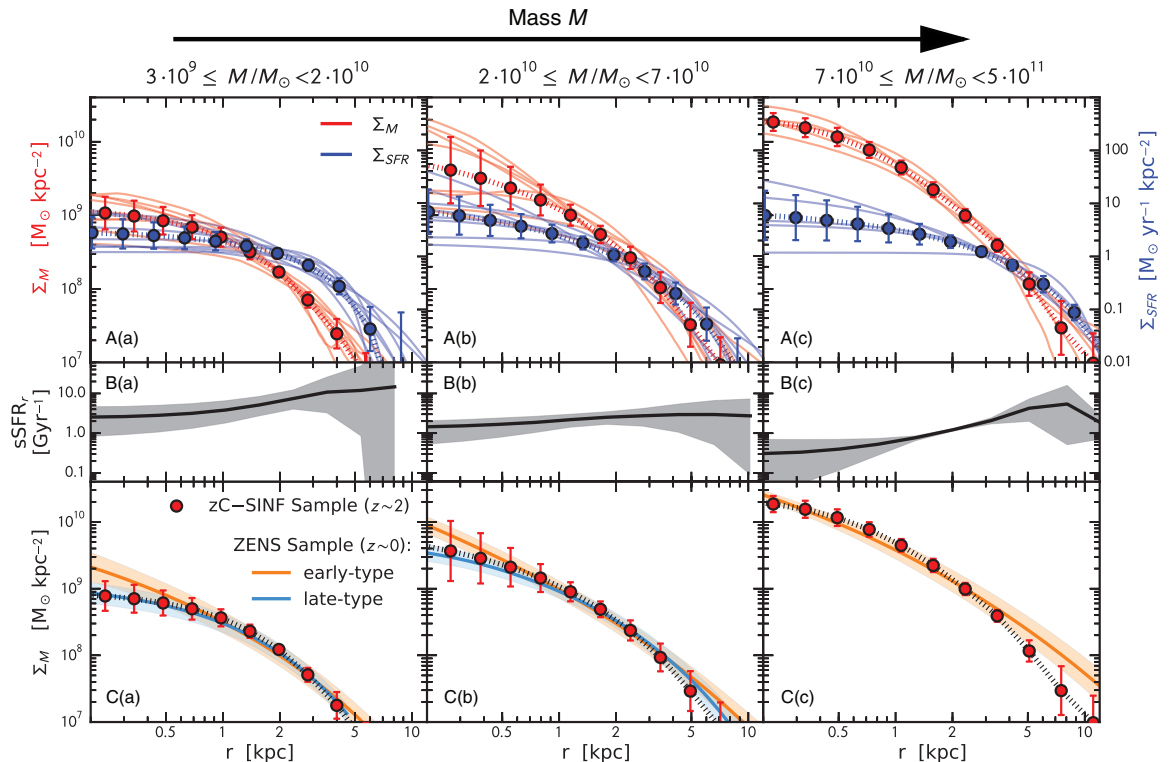 Mass M
3·10⁹ ≤ M/M⊙ <2·10¹⁰
2·10¹⁰ ≤ M/M⊙ <7·10¹⁰
7·10¹⁰ ≤ M/M⊙ <5·10¹¹
Σ_M [M⊙ kpc⁻²]
10¹⁰
10⁹
10⁸
10⁷
Σ_M
Σ_SFR
A(a)
A(b)
A(c)
100
10
1
0.1
0.01
Σ_SFR [M⊙ yr⁻¹ kpc⁻²]
sSFR_r
[Gyr⁻¹]
10.0
1.0
0.1
B(a)
B(b)
B(c)
Σ_M [M⊙ kpc⁻²]
10¹⁰
10⁹
10⁸
10⁷
zC−SINF Sample (z~2)
ZENS Sample (z~0):
early-type
late-type
C(a)
C(b)
C(c)
0.5 1 2 5 10
0.5 1 2 5 10
0.5 1 2 5 10
r [kpc]
r [kpc]
r [kpc]